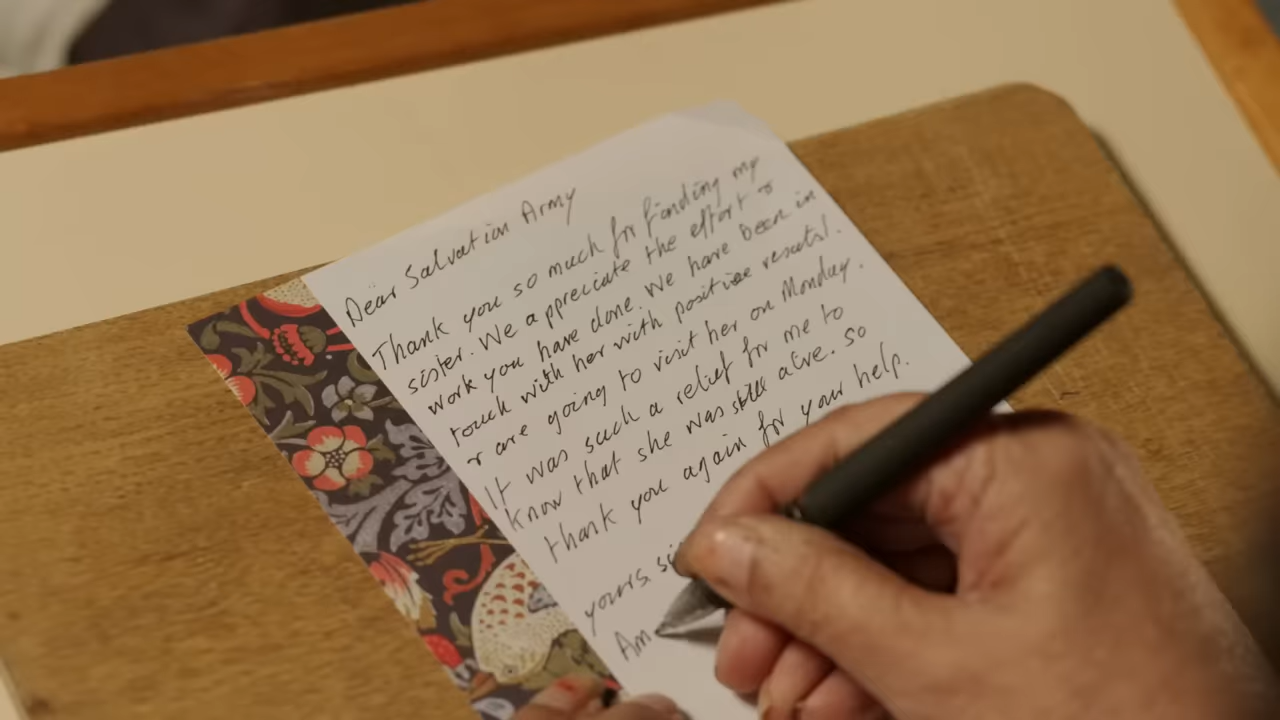 Dear Salvation Army
Thank you so much for finding my
sister. We appreciate the effort &
work you have done. We have been in
touch with her with positive results!.
& are going to visit her on Monday.
It was such a relief for me to
know that she was still alive. So
thank you again for your help.
yours. si
Am